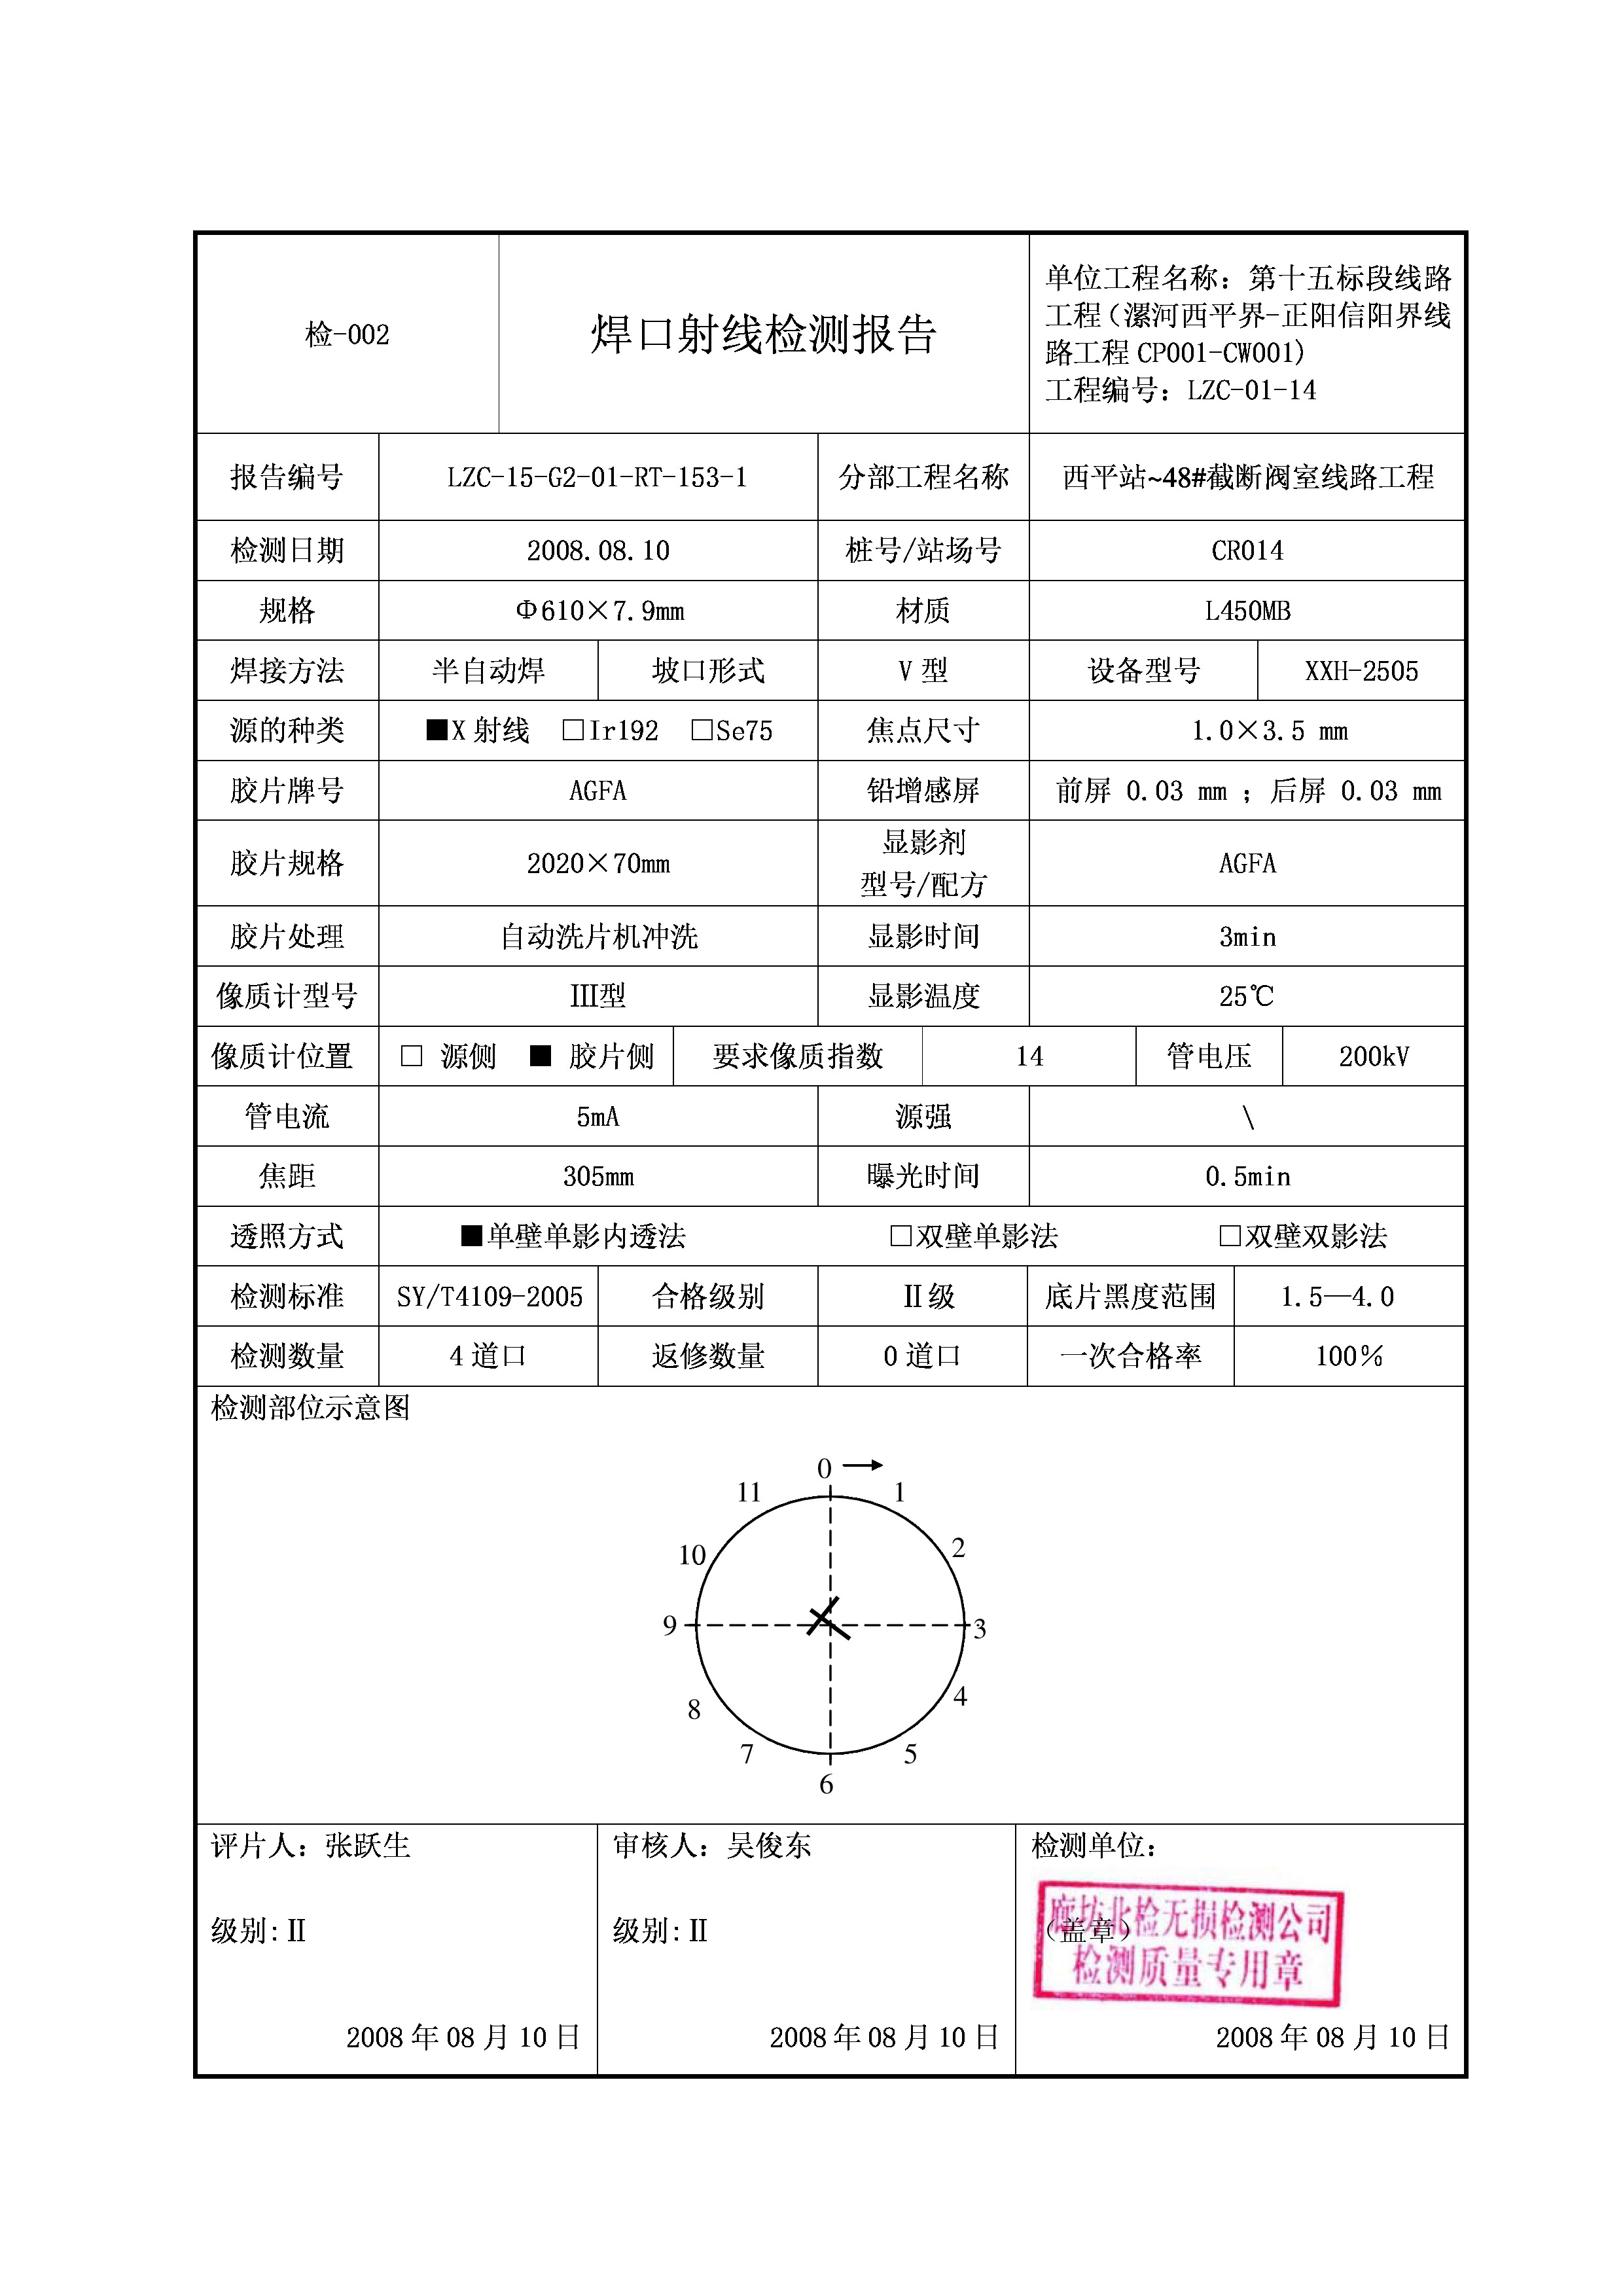 检-002
焊口射线检测报告
单位工程名称：第十五标段线路
工程（漯河西平界-正阳信阳界线
路工程 CP001-CW001)
工程编号：LZC-01-14
报告编号 LZC-15-G2-01-RT-153-1 分部工程名称 西平站~48#截断阀室线路工程
检测日期 2008.08.10 桩号/站场号 CR014
规格 Φ610×7.9mm 材质 L450MB
焊接方法 半自动焊 坡口形式 V 型 设备型号 XXH-2505
源的种类 ■X 射线 □Ir192 □Se75 焦点尺寸 1.0×3.5 mm
胶片牌号 AGFA 铅增感屏 前屏 0.03 mm ；后屏 0.03 mm
胶片规格 2020×70mm 显影剂
型号/配方 AGFA
胶片处理 自动洗片机冲洗 显影时间 3min
像质计型号 III型 显影温度 25℃
像质计位置 □ 源侧 ■ 胶片侧 要求像质指数 14 管电压 200kV
管电流 5mA 源强 \
焦距 305mm 曝光时间 0.5min
透照方式 ■单壁单影内透法 □双壁单影法 □双壁双影法
检测标准 SY/T4109-2005 合格级别 II级 底片黑度范围 1.5—4.0
检测数量 4 道口 返修数量 0 道口 一次合格率 100%
检测部位示意图
0
11 1
10 2
9 3
8 4
7 5
6
评片人：张跃生 审核人：吴俊东 检测单位：
廊坊北检无损检测公司
级别:II 级别:II （盖章）
检测质量专用章
2008 年 08 月 10 日 2008 年 08 月 10 日 2008 年 08 月 10 日